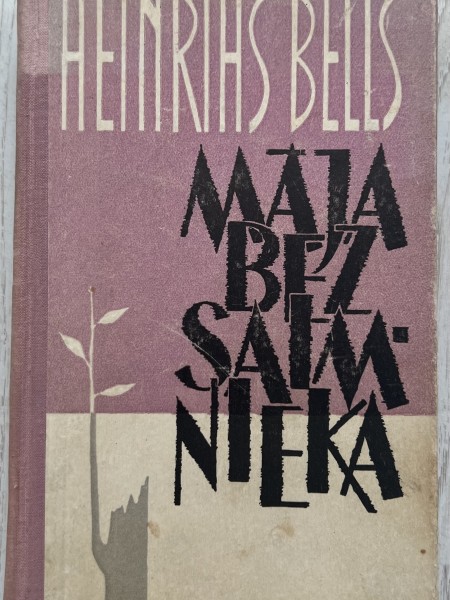 HEINRIHS BELLS
MĀJA
BEZ
SAIM-
NIEKA